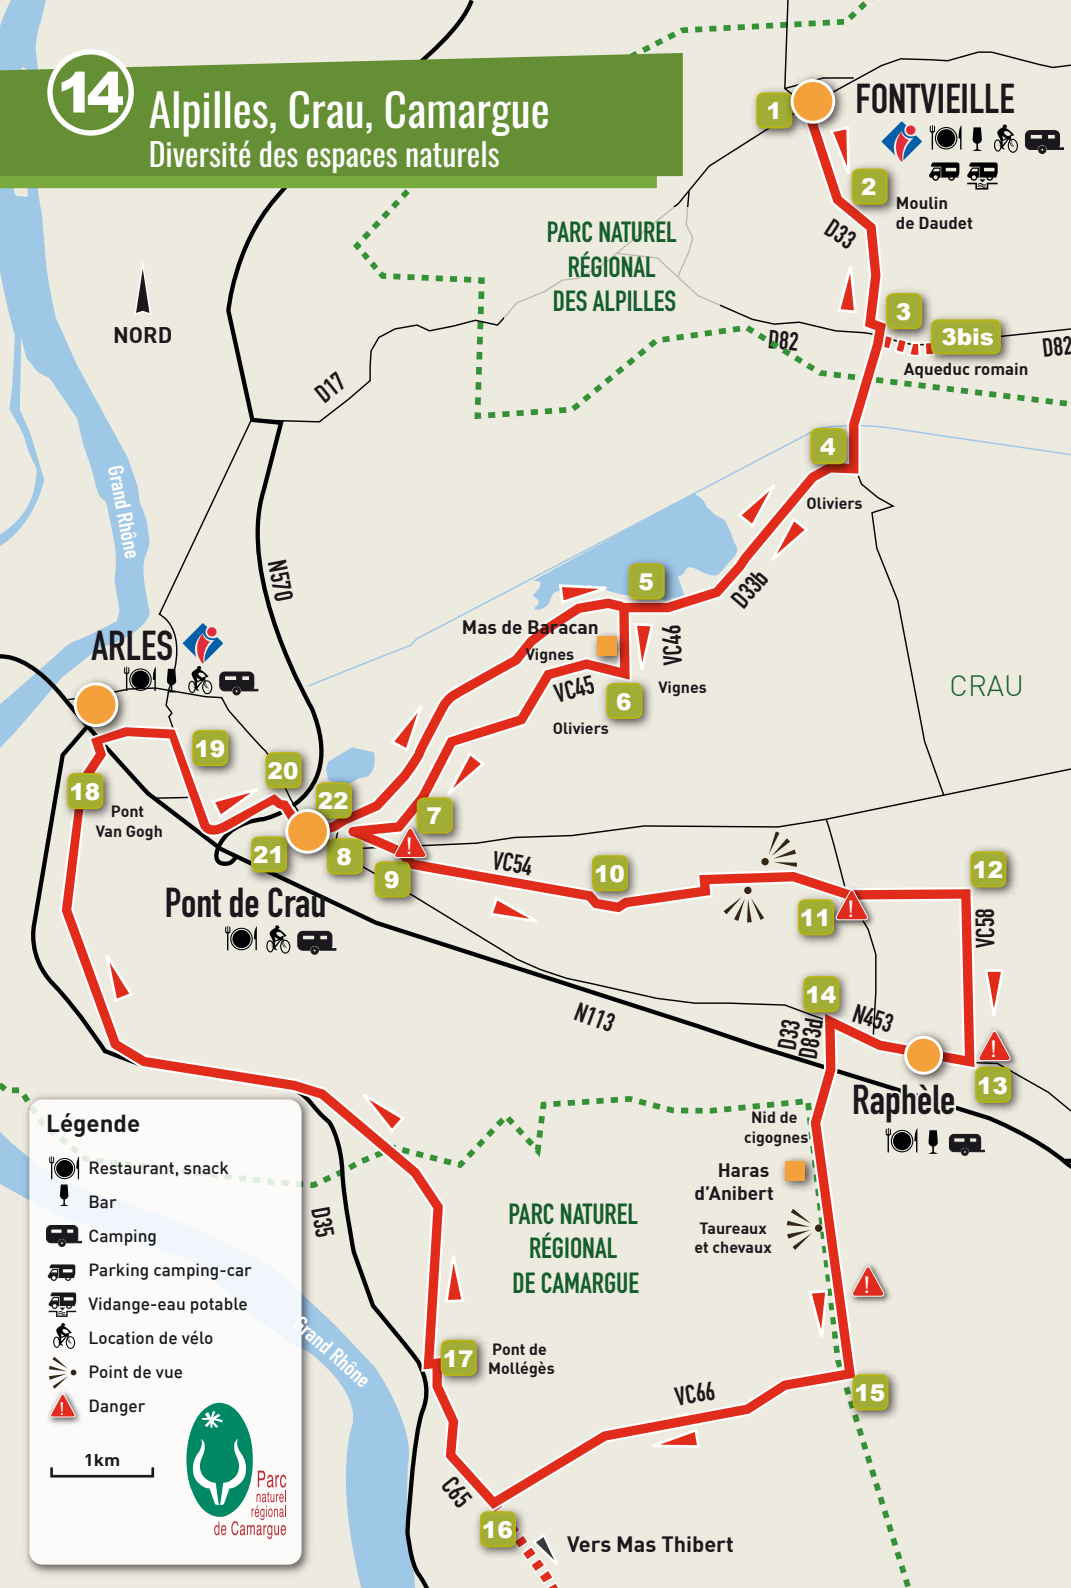 14
Alpilles, Crau, Camargue
Diversité des espaces naturels
FONTVIEILLE
1
2
Moulin
de Daudet
D33
PARC NATUREL
RÉGIONAL
DES ALPILLES
NORD
3
3bis
D82
D82
Aqueduc romain
D17
4
Oliviers
Grand Rhône
N570
5
D33b
Mas de Baracan
Vignes
VC46
ARLES
VC45
6
Vignes
CRAU
Oliviers
19
20
18
Pont
Van Gogh
22
7
21
8
9
VC54
10
11
12
VC58
Pont de Crau
14
N453
N113
D33
D83d
13
Raphèle
Nid de
cigognes
Haras
d'Anibert
Taureaux
et chevaux
Légende
Restaurant, snack
Bar
Camping
Parking camping-car
Vidange-eau potable
Location de vélo
Point de vue
Danger
1km
Parc
naturel
régional
de Camargue
D35
Grand Rhône
PARC NATUREL
RÉGIONAL
DE CAMARGUE
17
Pont de
Mollégès
15
VC66
C65
16
Vers Mas Thibert